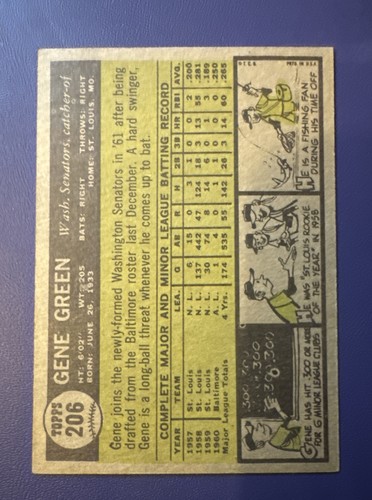 TOPPS
206
GENE GREEN
Wash. Senators, catcher-of
HT: 6/02" WT: 205 BATS: RIGHT THROWS: RIGHT
BORN: JUNE 26, 1933 HOME: ST. LOUIS, MO.
Gene joins the newly-formed Washington Senators in '61 after being
drafted from the Baltimore roster last December. A hard swinger,
Gene is a long-ball threat whenever he comes up to bat.
COMPLETE MAJOR AND MINOR LEAGUE BATTING RECORD
YEAR TEAM LEA. G AB R H 2B 3B HR RBI AVG.
1957 St. Louis N. L. 6 15 0 3 1 0 0 2 .200
1958 St. Louis N. L. 137 442 47 124 18 3 13 55 .281
1959 St. Louis N. L. 30 74 8 14 6 0 1 3 .189
1960 Baltimore A. L. 1 4 0 1 1 0 0 0 .250
Major League Totals 4 Yrs. 174 535 55 142 26 3 14 60 .265
©T.C.G. PRTD. IN U.S.A.
300 300
.300
300
GENE HAS HIT .300 OR MORE
FOR 6 MINOR LEAGUE CLUBS
HE WAS "ST. LOUIS ROOKIE
OF THE YEAR" IN 1958
HE IS A FISHING FAN
DURING HIS TIME OFF